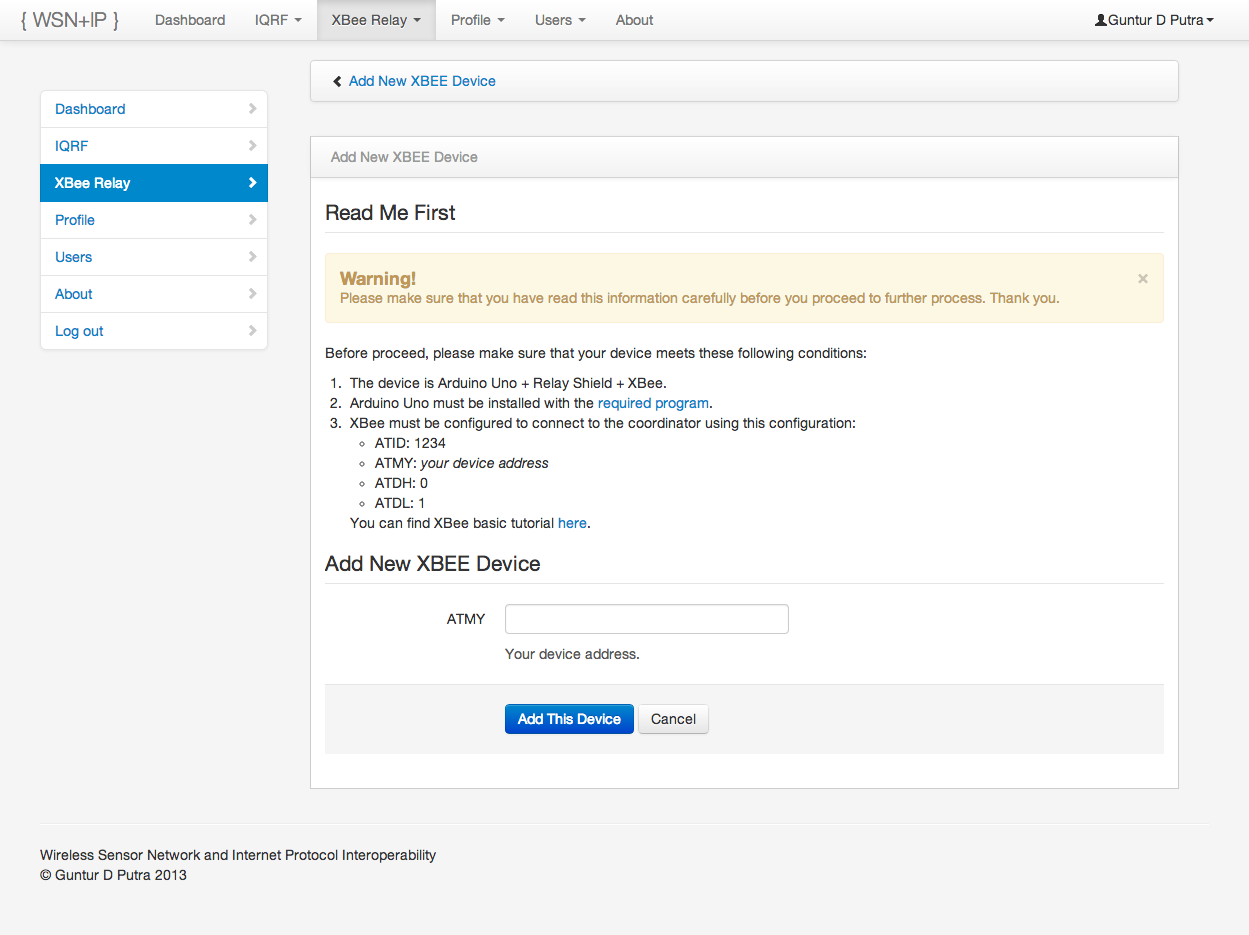 { WSN+IP } Dashboard IQRF XBee Relay Profile Users About Guntur D Putra
Add New XBEE Device
Dashboard
IQRF
XBee Relay
Profile
Users
About
Log out
Add New XBEE Device
Read Me First
Warning!
Please make sure that you have read this information carefully before you proceed to further process. Thank you.
Before proceed, please make sure that your device meets these following conditions:
1. The device is Arduino Uno + Relay Shield + XBee.
2. Arduino Uno must be installed with the required program.
3. XBee must be configured to connect to the coordinator using this configuration:
ATID: 1234
ATMY: your device address
ATDH: 0
ATDL: 1
You can find XBee basic tutorial here.
Add New XBEE Device
ATMY
Your device address.
Add This Device Cancel
Wireless Sensor Network and Internet Protocol Interoperability
© Guntur D Putra 2013